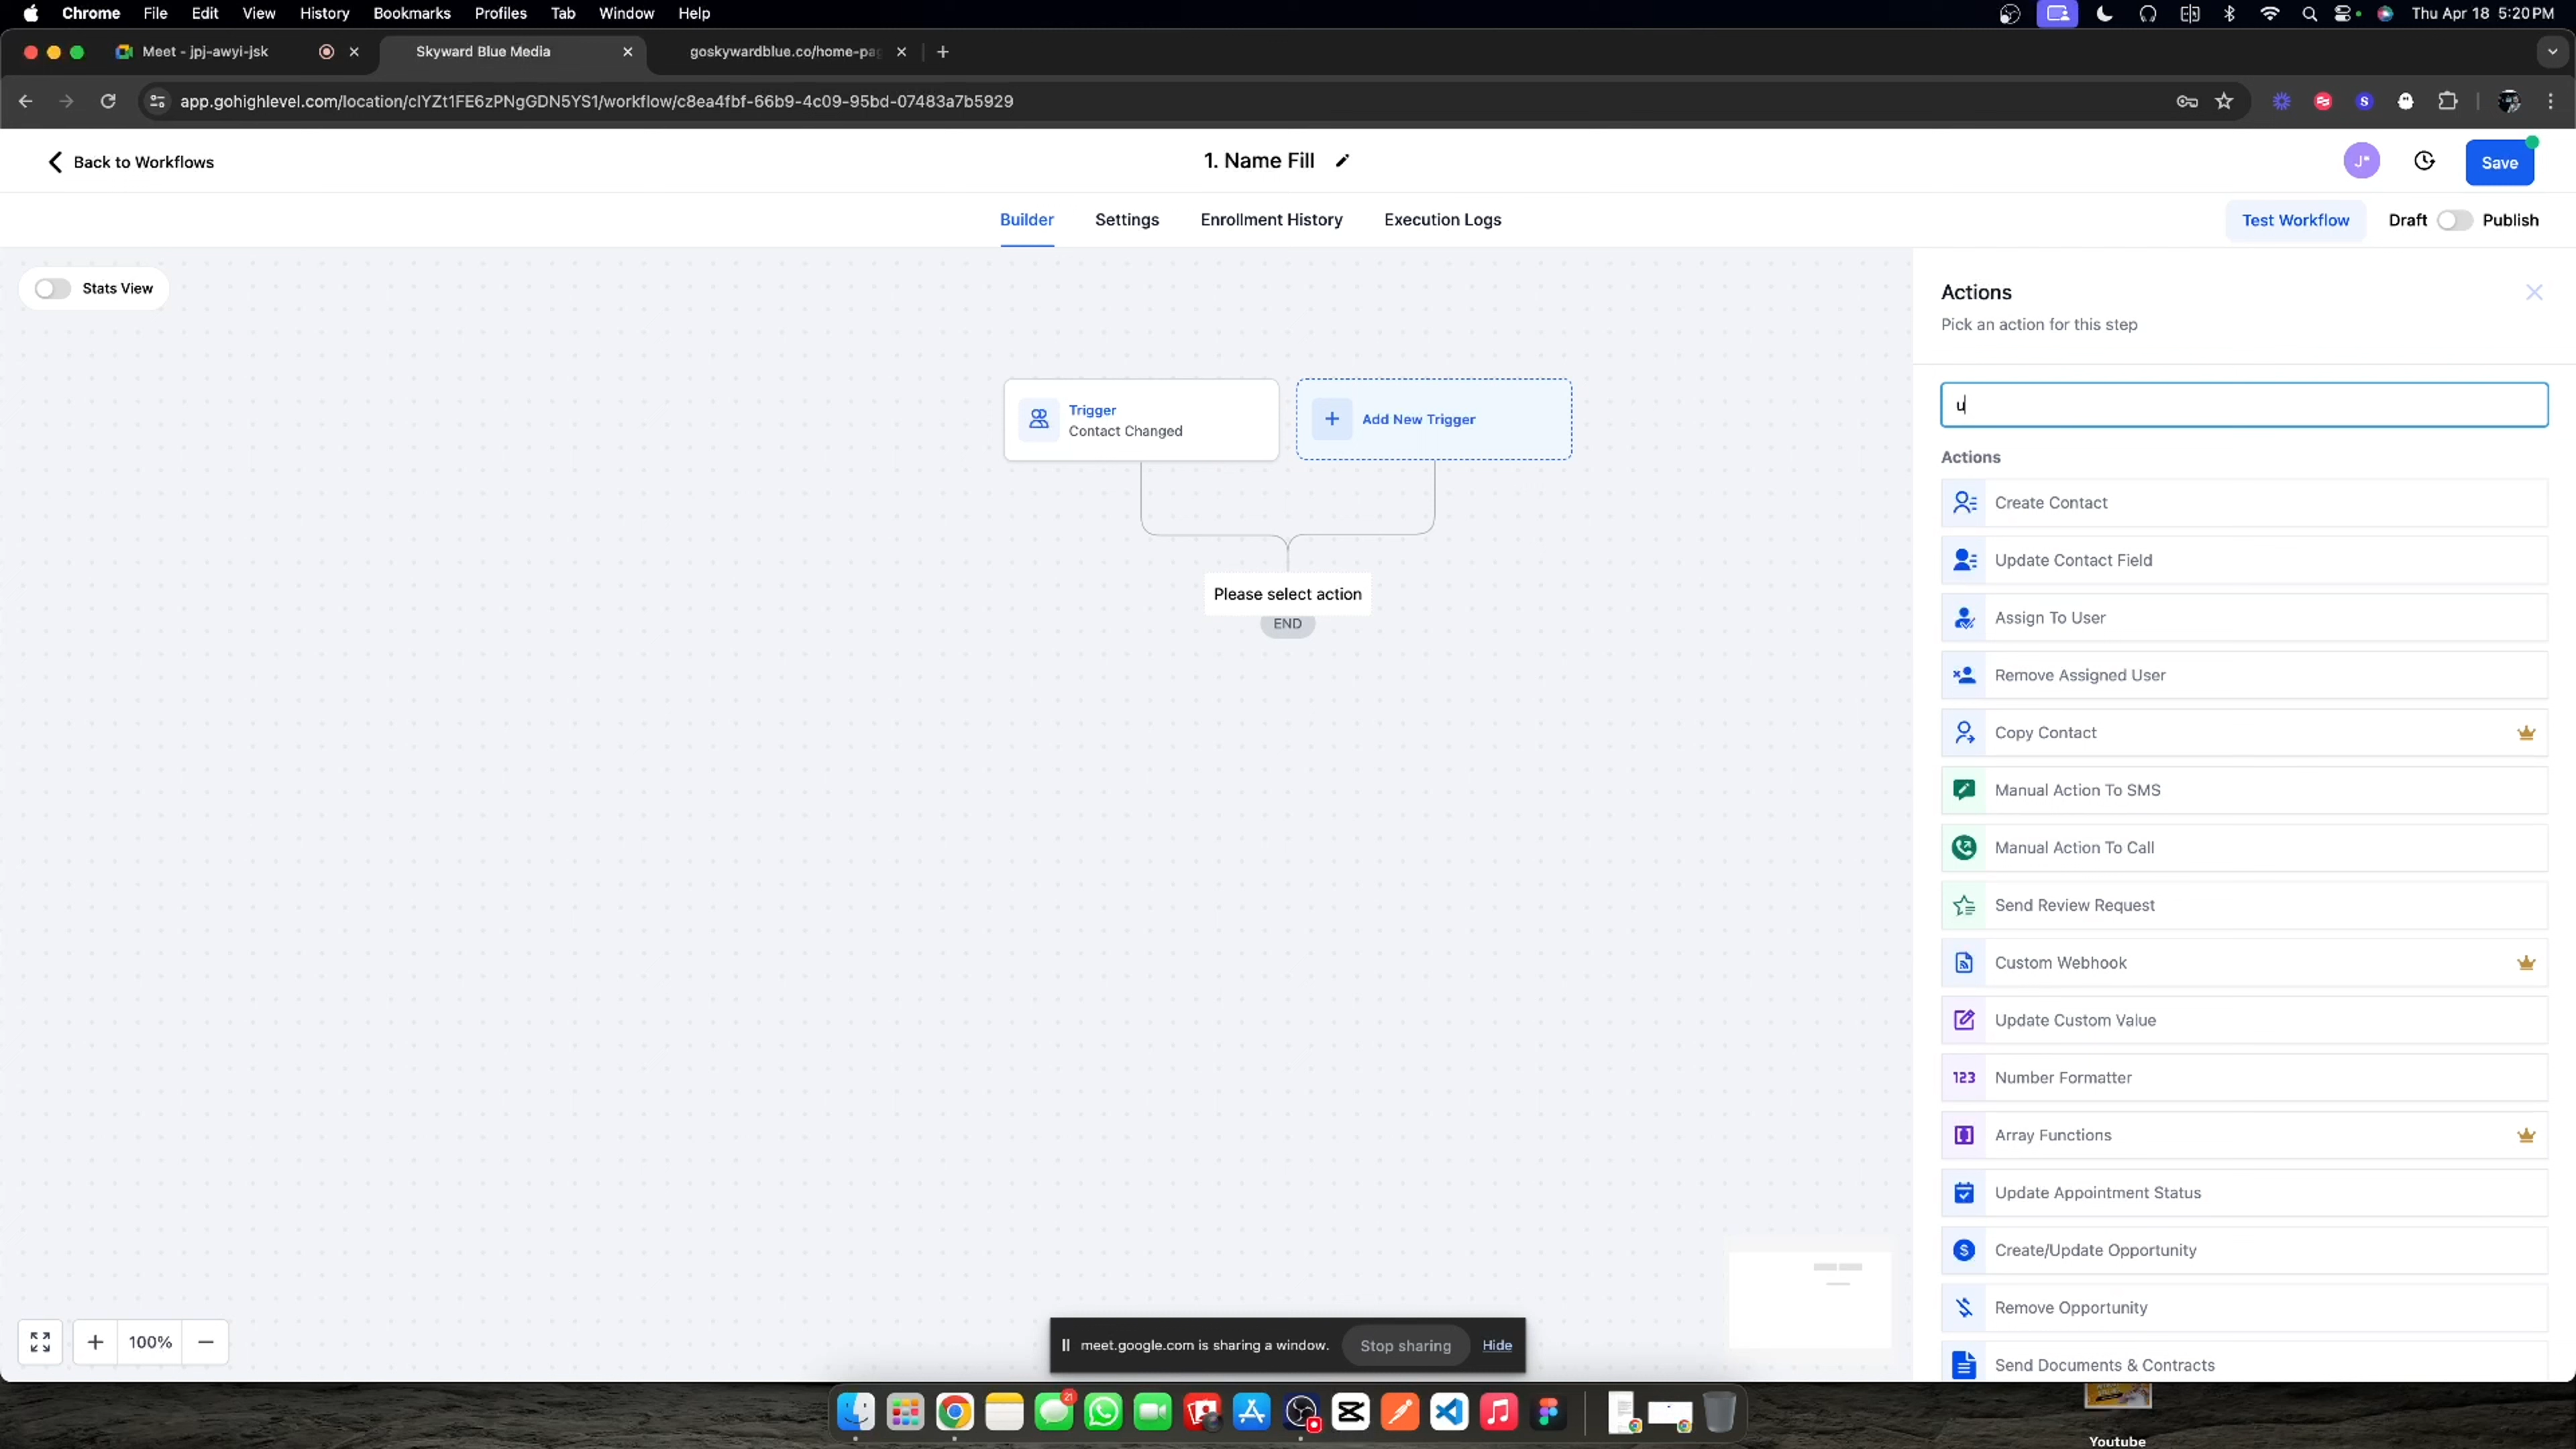 Chrome File Edit View History Bookmarks Profiles Tab Window Help Thu Apr 18 5:20 PM
Meet - jpj-awyi-jsk Skyward Blue Media goskywardblue.co/home-pag
app.gohighlevel.com/location/cIYZt1FE6zPNgGDN5YS1/workflow/c8ea4fbf-66b9-4c09-95bd-07483a7b5929
Back to Workflows 1. Name Fill Save
Builder Settings Enrollment History Execution Logs Test Workflow Draft Publish
Stats View
Trigger
Contact Changed
Add New Trigger
Please select action
END
Actions
Pick an action for this step
u
Actions
Create Contact
Update Contact Field
Assign To User
Remove Assigned User
Copy Contact
Manual Action To SMS
Manual Action To Call
Send Review Request
Custom Webhook
Update Custom Value
123 Number Formatter
Array Functions
Update Appointment Status
Create/Update Opportunity
Remove Opportunity
Send Documents & Contracts
100%
meet.google.com is sharing a window. Stop sharing Hide
21
Youtube